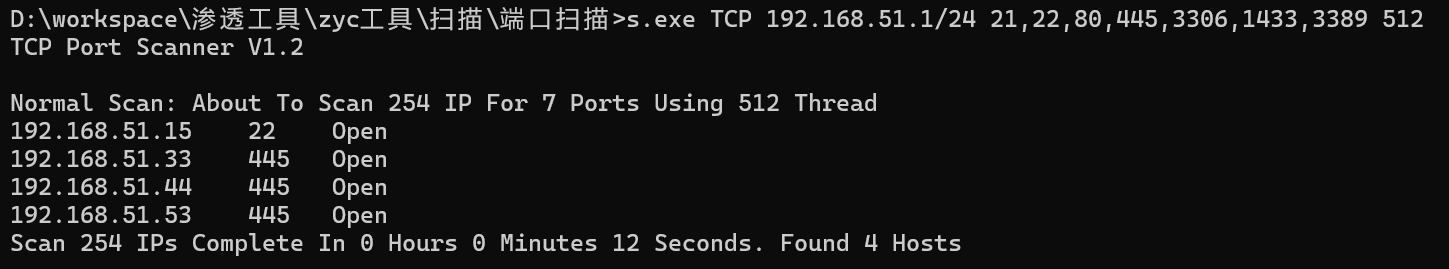 D:\workspace\渗透工具\zyc工具\扫描\端口扫描>s.exe TCP 192.168.51.1/24 21,22,80,445,3306,1433,3389 512
TCP Port Scanner V1.2
Normal Scan: About To Scan 254 IP For 7 Ports Using 512 Thread
192.168.51.15    22    Open
192.168.51.33    445   Open
192.168.51.44    445   Open
192.168.51.53    445   Open
Scan 254 IPs Complete In 0 Hours 0 Minutes 12 Seconds. Found 4 Hosts